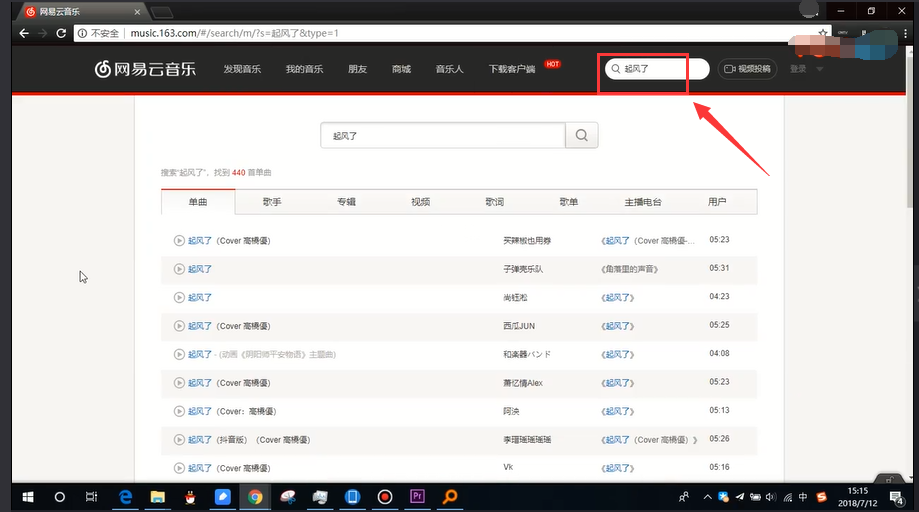 网易云音乐
不安全 | music.163.com/#/search/m/?s=起风了&type=1
网易云音乐 发现音乐 我的音乐 朋友 商城 音乐人 下载客户端 HOT 起风了 视频投稿 登录
起风了
搜索"起风了", 找到 440 首单曲
单曲 歌手 专辑 视频 歌词 歌单 主播电台 用户
起风了 (Cover 高橋優) 买辣椒也用券 《起风了 (Cover 高橋優-... 05:23
起风了 子弹壳乐队 《角落里的声音》 05:31
起风了 尚钰淞 《起风了》 04:23
起风了 (Cover 高橋優) 西瓜JUN 《起风了》 05:25
起风了 - (动画《阴阳师平安物语》主题曲) 和楽器バンド 《起风了》 04:08
起风了 (Cover 高橋優) 萧忆情Alex 《起风了》 05:23
起风了 (Cover: 高橋優) 阿泱 《起风了》 05:13
起风了 (抖音版) (Cover 高橋優) 李瑨瑶瑶瑶瑶 《起风了 (Cover 高橋優) 》 05:26
起风了 (Cover 高橋優) Vk 《起风了》 05:16
Pr
中
15:15
2018/7/12
4